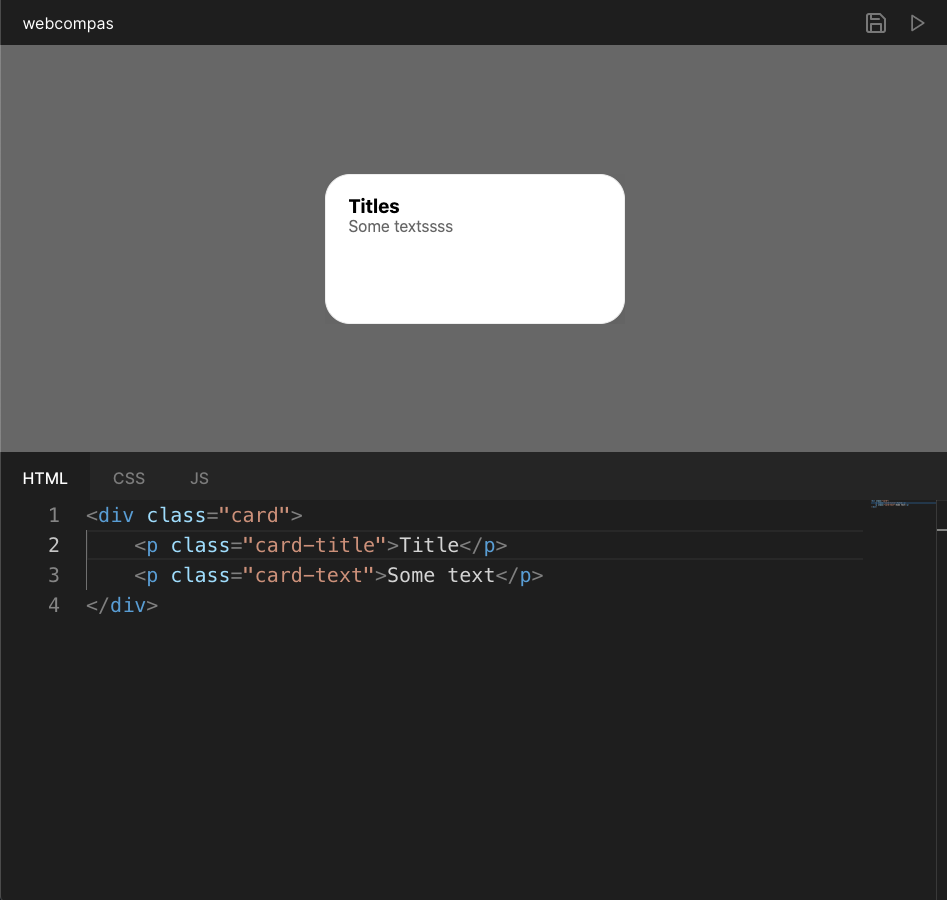 webcompas
Titles
Some textssss
HTML CSS JS
1 <div class="card">
2     <p class="card-title">Title</p>
3     <p class="card-text">Some text</p>
4 </div>